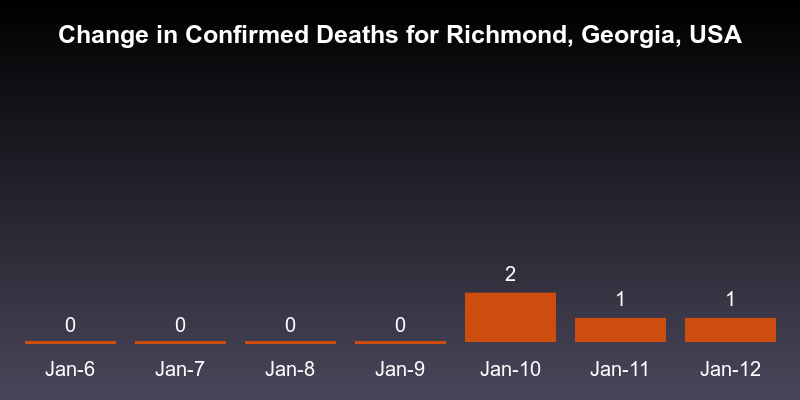 Change in Confirmed Deaths for Richmond, Georgia, USA
0 0 0 0 2 1 1
Jan-6 Jan-7 Jan-8 Jan-9 Jan-10 Jan-11 Jan-12